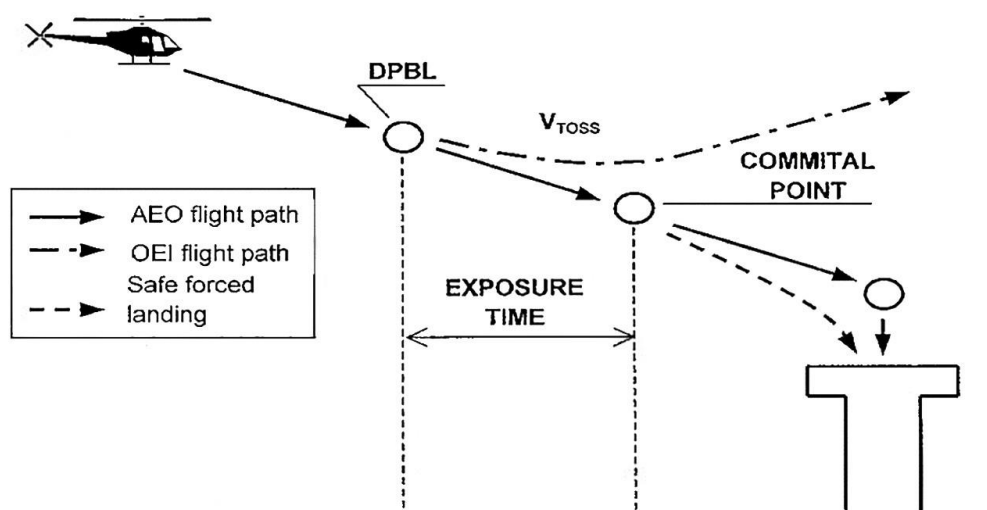 DPBL
VTOSS
COMMITAL
POINT
AEO flight path
OEI flight path
Safe forced
landing
EXPOSURE
TIME